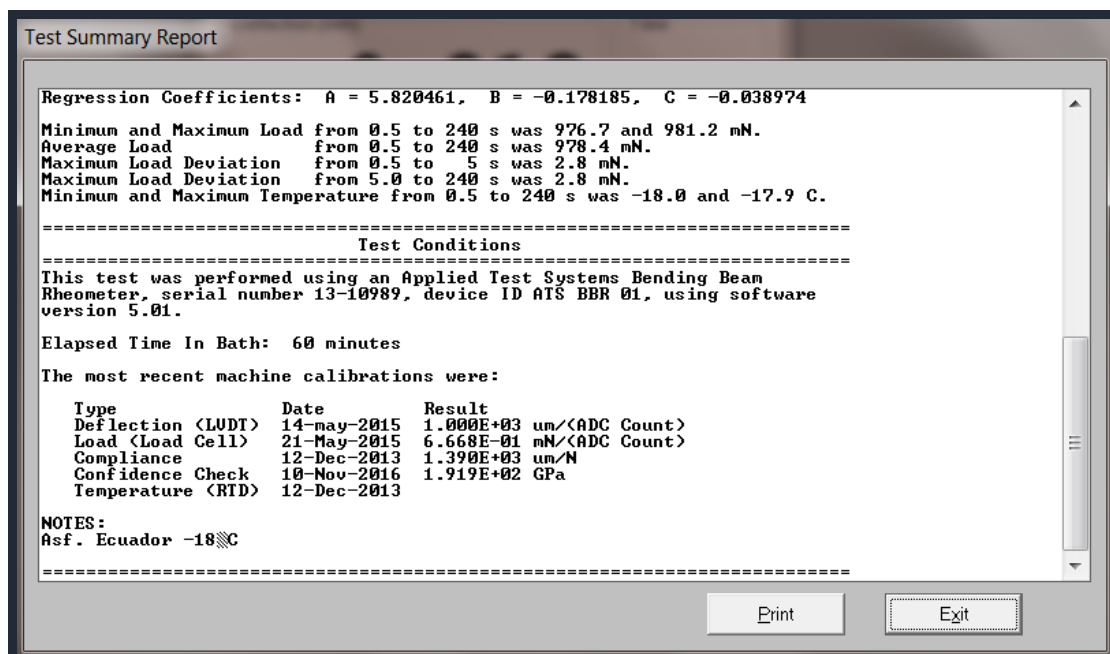 Test Summary Report
Regression Coefficients:  A = 5.820461,  B = -0.178185,  C = -0.038974
Minimum and Maximum Load from 0.5 to 240 s was 976.7 and 981.2 mN.
Average Load             from 0.5 to 240 s was 978.4 mN.
Maximum Load Deviation   from 0.5 to   5 s was 2.8 mN.
Maximum Load Deviation   from 5.0 to 240 s was 2.8 mN.
Minimum and Maximum Temperature from 0.5 to 240 s was -18.0 and -17.9 C.
==========================================================================
Test Conditions
==========================================================================
This test was performed using an Applied Test Systems Bending Beam
Rheometer, serial number 13-10989, device ID ATS BBR 01, using software
version 5.01.
Elapsed Time In Bath:  60 minutes
The most recent machine calibrations were:
Type               Date         Result
Deflection (LVDT)  14-may-2015  1.000E+03 um/(ADC Count)
Load (Load Cell)   21-May-2015  6.668E-01 mN/(ADC Count)
Compliance         12-Dec-2013  1.390E+03 um/N
Confidence Check   10-Nov-2016  1.919E+02 GPa
Temperature (RTD)  12-Dec-2013
NOTES:
Asf. Ecuador -18▒C
==========================================================================
Print
Exit